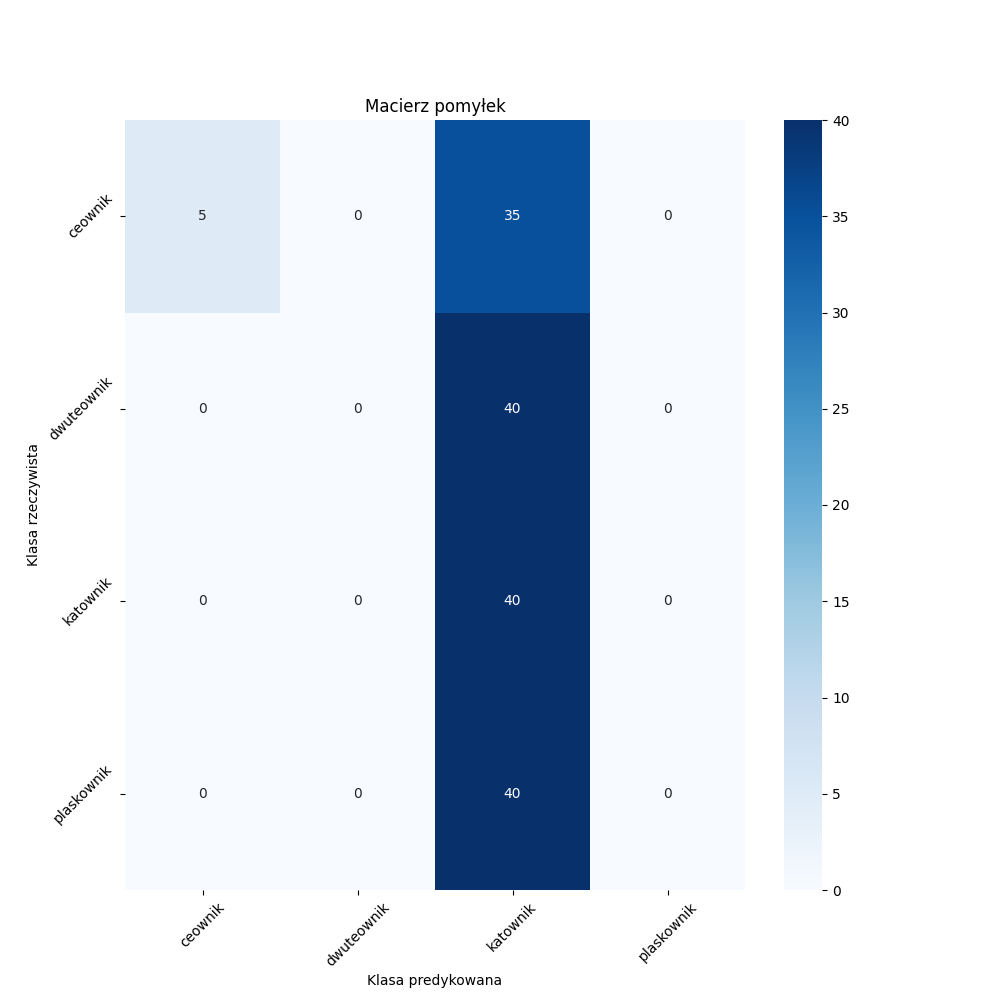 Macierz pomyłek
40
35
30
25
20
15
10
5
0
Klasa rzeczywista
ceownik
5 0 35 0
dwuteownik
0 0 40 0
katownik
0 0 40 0
plaskownik
0 0 40 0
ceownik dwuteownik katownik plaskownik
Klasa predykowana